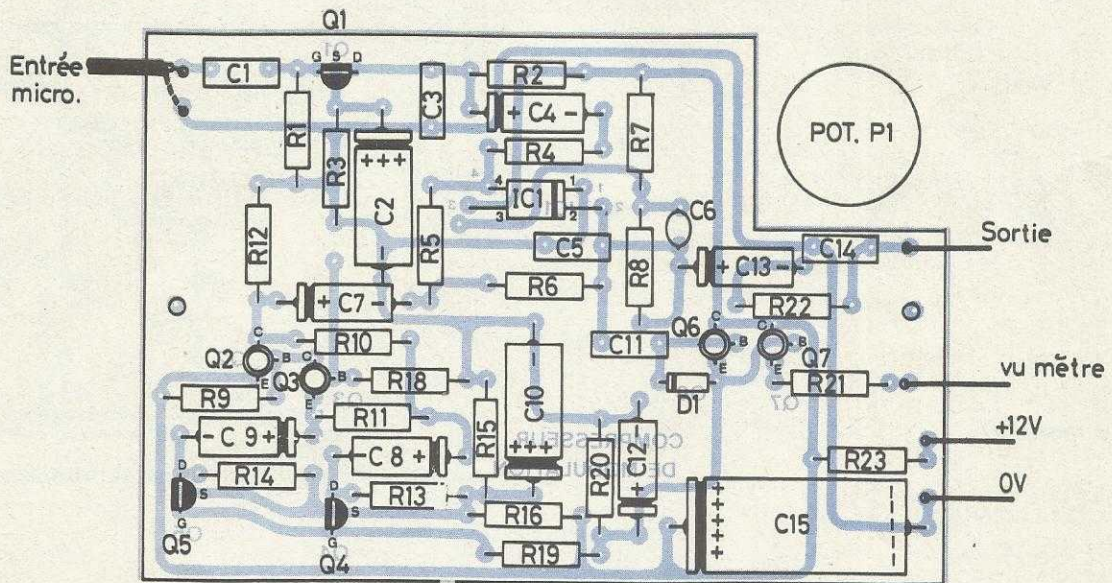 Q1
G S D
Entrée
micro.
C1
R1
R3
+++
C2
C3
R2
+ C4 -
R4
4 1
IC1
3 2
R7
POT. P1
R12
R5
C5
C6
R8
+ C13 -
C14
Sortie
+ C7 -
R6
R22
Q2
C
B
E
R10
Q3
B
E
R18
C10
-
+++
C11
Q6
C
B
E
C
B
E
Q7
D1
R21
vu mètre
R9
R11
- C 9 +
C 8 +
R15
COMPRESSEUR
DE MODULATION
R20
C12
-
+
+12V
R23
0V
D
S
G
R14
R13
D
S
G
R16
R19
+++++
C15
Q5
Q4